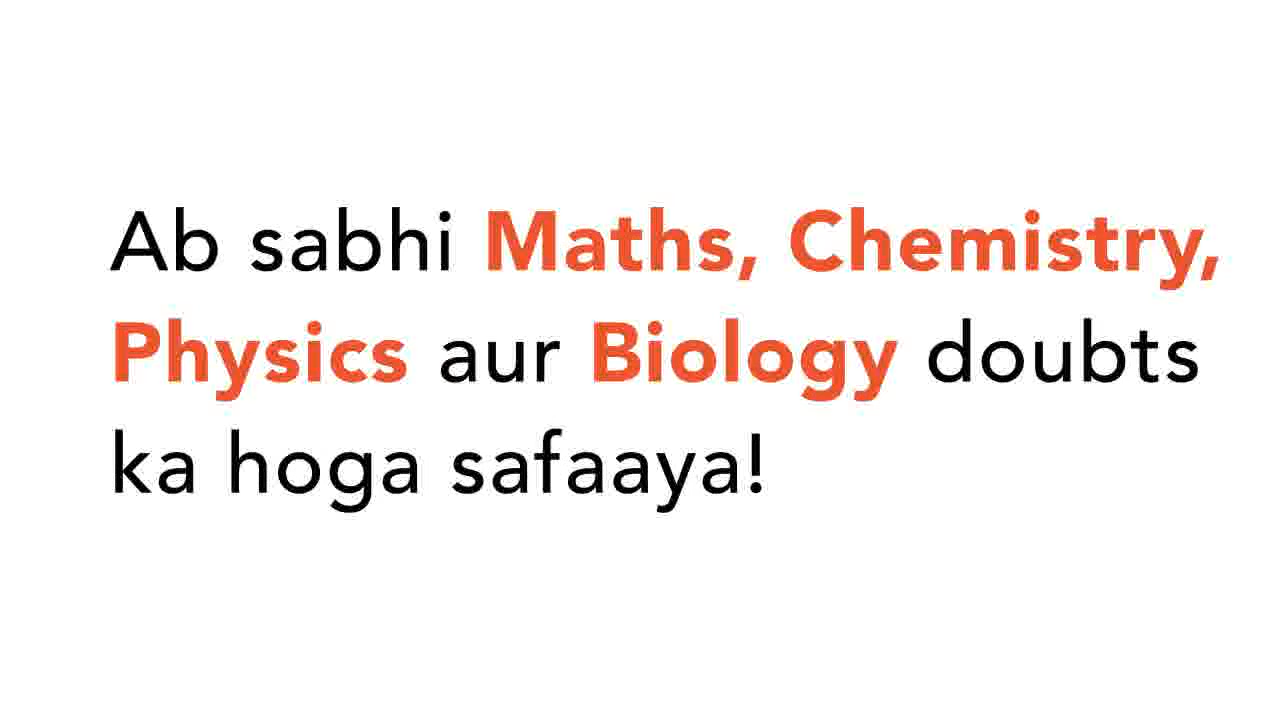 Ab sabhi Maths, Chemistry,
Physics aur Biology doubts
ka hoga safaaya!